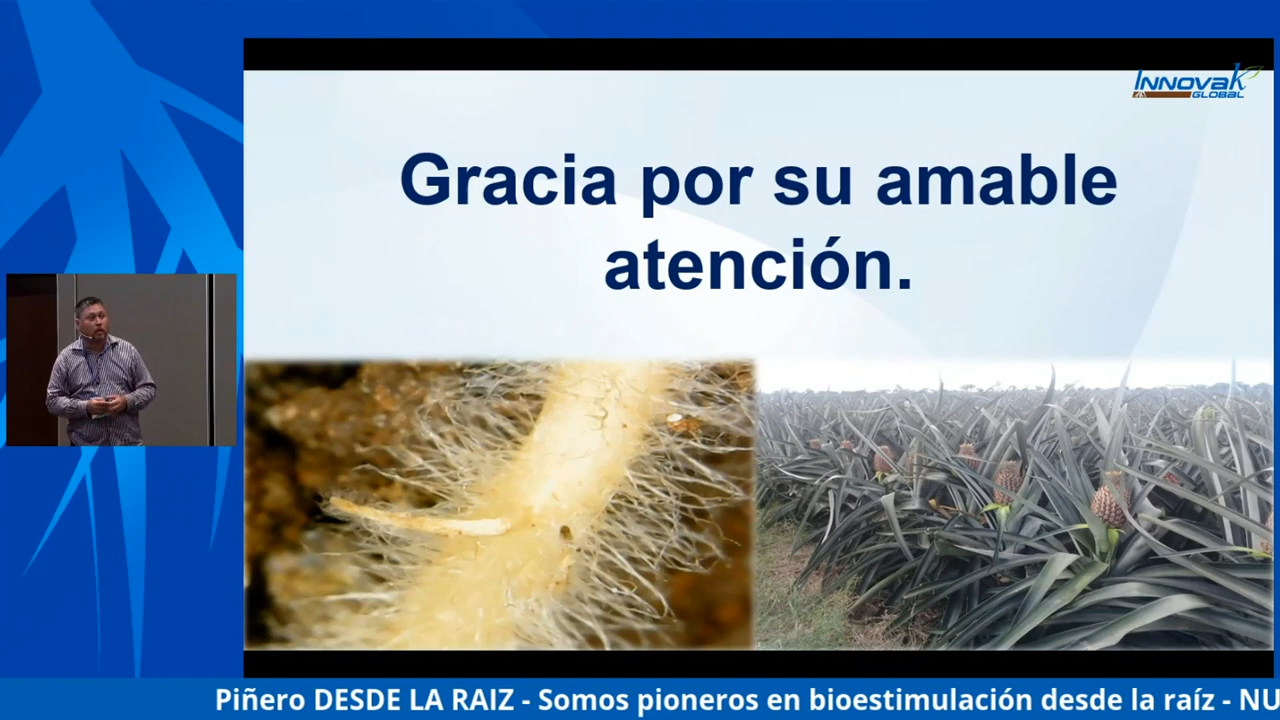 Innovak
GLOBAL
Gracia por su amable
atención.
Piñero DESDE LA RAIZ - Somos pioneros en bioestimulación desde la raíz - NU